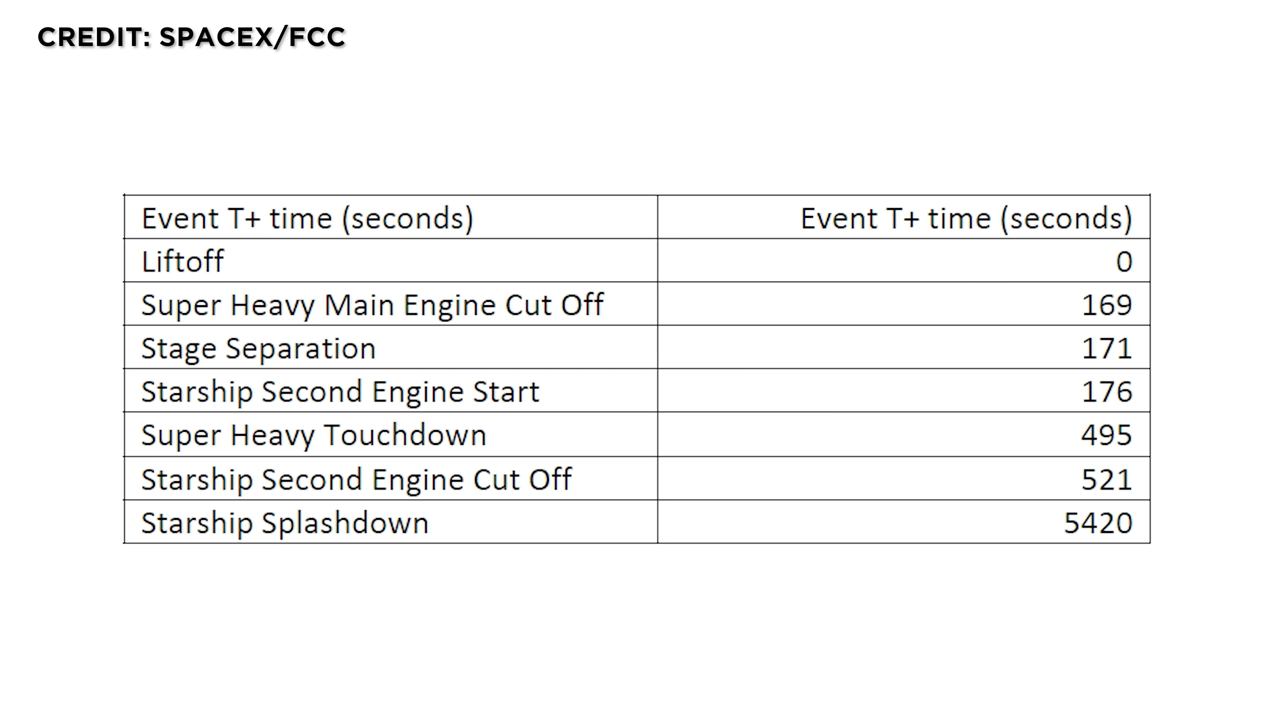 CREDIT: SPACEX/FCC
Event T+ time (seconds) Event T+ time (seconds)
Liftoff 0
Super Heavy Main Engine Cut Off 169
Stage Separation 171
Starship Second Engine Start 176
Super Heavy Touchdown 495
Starship Second Engine Cut Off 521
Starship Splashdown 5420